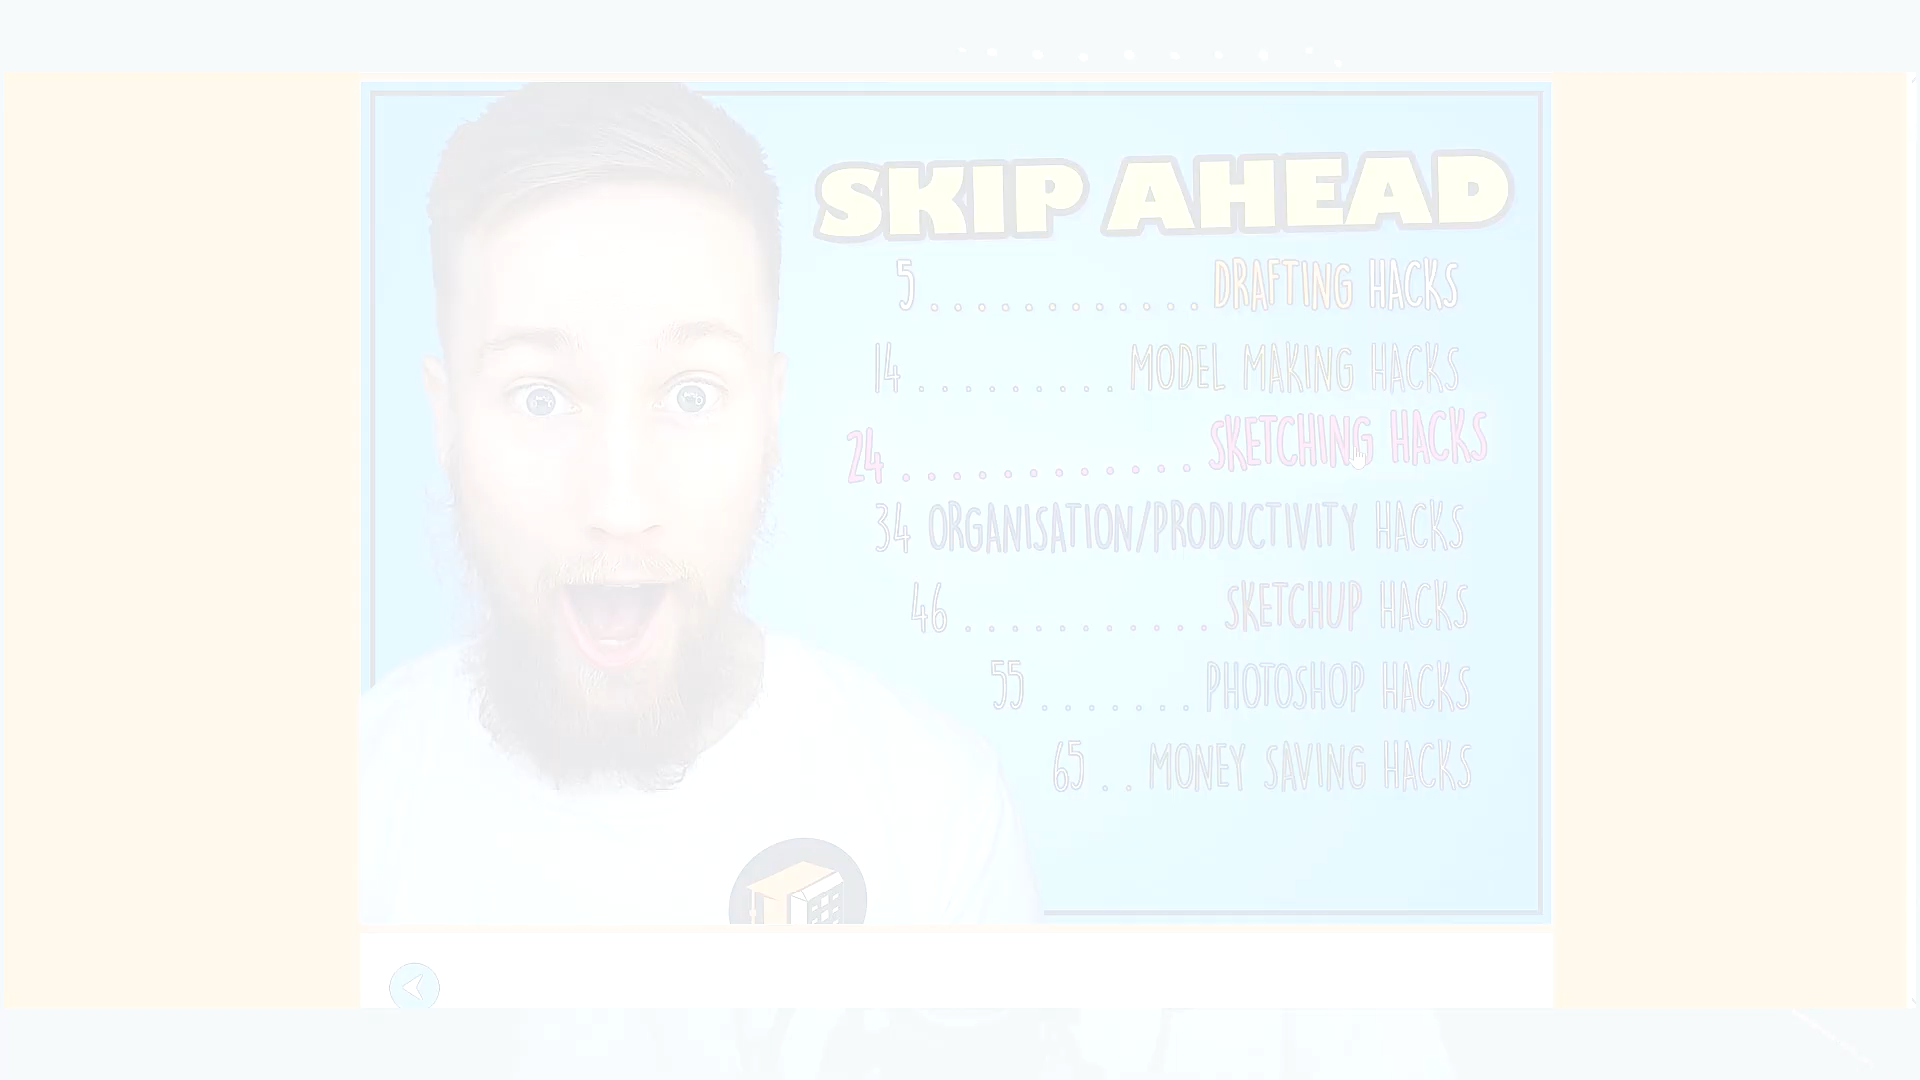 SKIP AHEAD
5 . . . . . . . . . . . . DRAFTING HACKS
14 . . . . . . . . . MODEL MAKING HACKS
24 . . . . . . . . . . . . SKETCHING HACKS
34 ORGANISATION/PRODUCTIVITY HACKS
46 . . . . . . . . . . . SKETCHUP HACKS
55 . . . . . . . PHOTOSHOP HACKS
65 . . MONEY SAVING HACKS